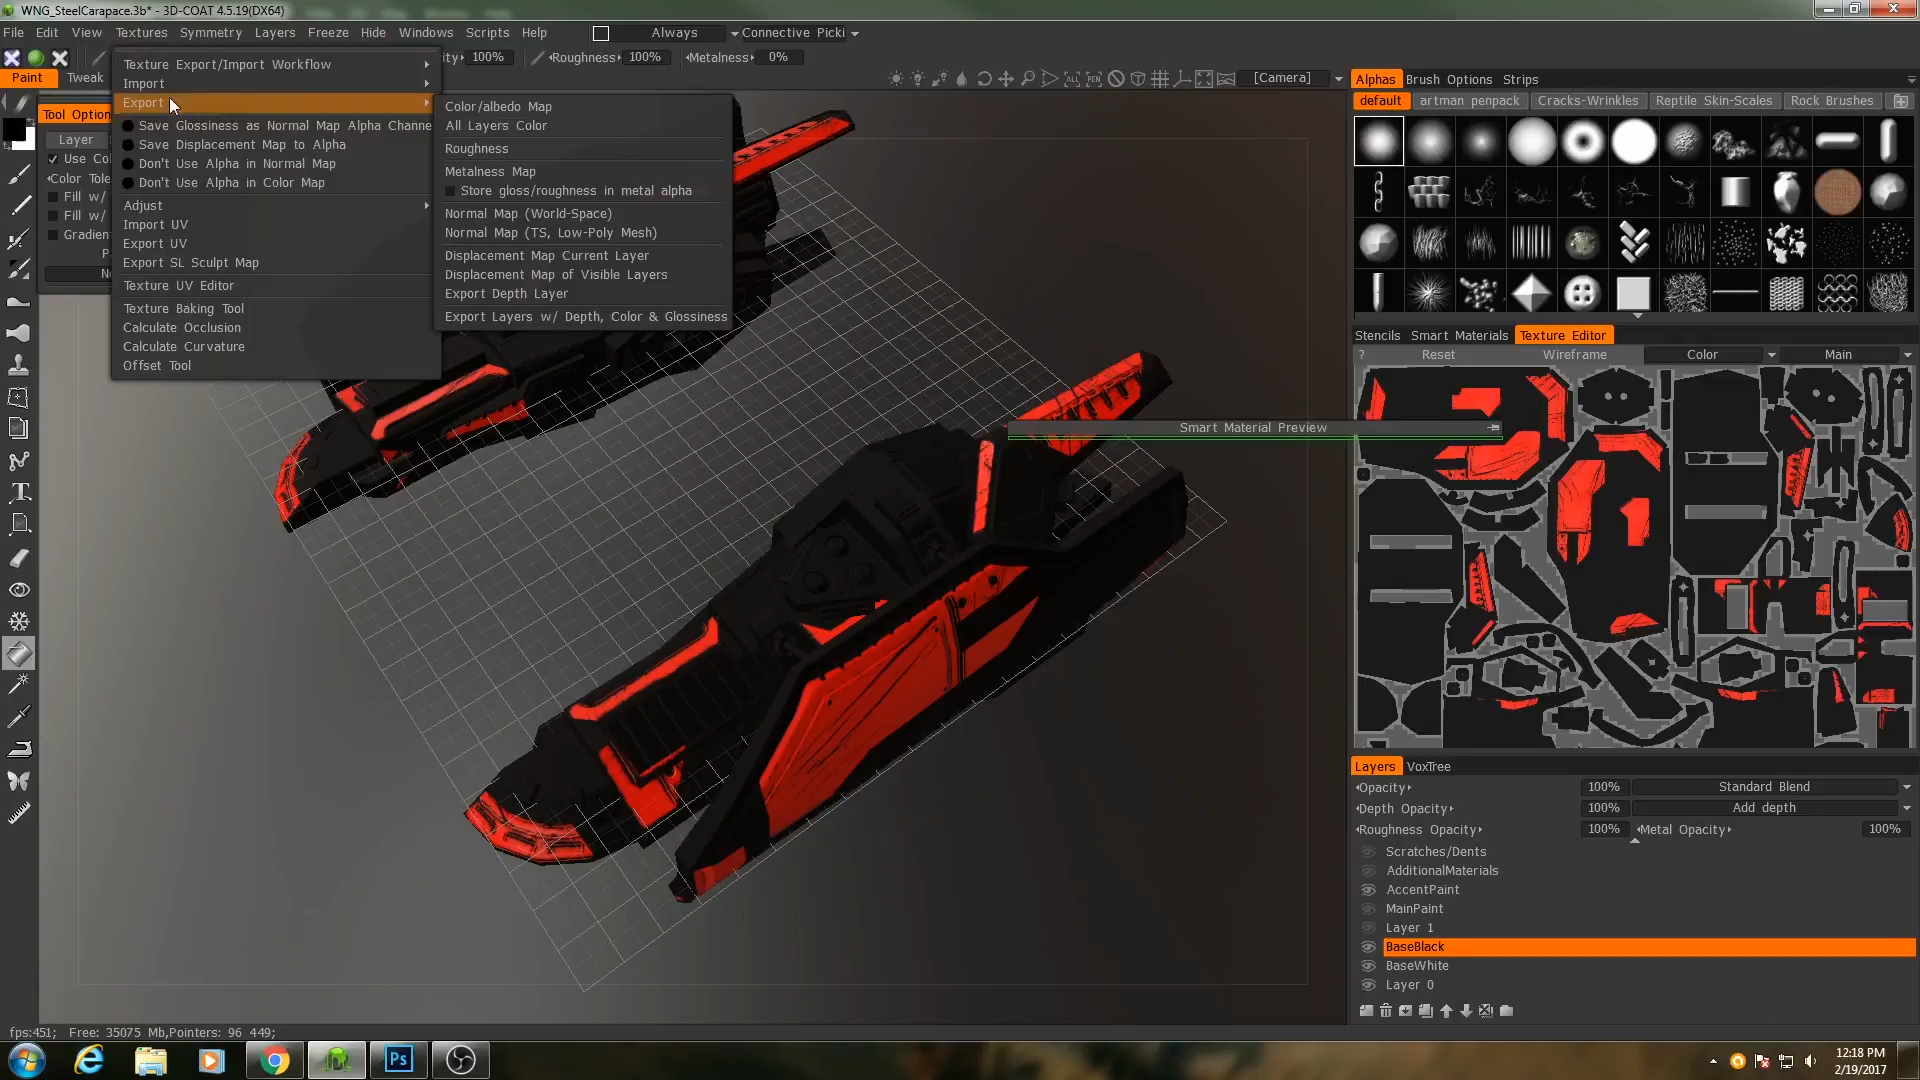 WNG_SteelCarapace.3b* - 3D-COAT 4.5.19(DX64)
File Edit View Textures Symmetry Layers Freeze Hide Windows Scripts Help Always Connective Picki
100% Roughness 100% Metalness 0%
Paint Tweak [Camera] Alphas Brush Options Strips
default artman penpack Cracks-Wrinkles Reptile Skin-Scales Rock Brushes
Texture Export/Import Workflow
Import
Export
Save Glossiness as Normal Map Alpha Channe
Save Displacement Map to Alpha
Don't Use Alpha in Normal Map
Don't Use Alpha in Color Map
Adjust
Import UV
Export UV
Export SL Sculpt Map
Texture UV Editor
Texture Baking Tool
Calculate Occlusion
Calculate Curvature
Offset Tool
Color/albedo Map
All Layers Color
Roughness
Metalness Map
Store gloss/roughness in metal alpha
Normal Map (World-Space)
Normal Map (TS, Low-Poly Mesh)
Displacement Map Current Layer
Displacement Map of Visible Layers
Export Depth Layer
Export Layers w/ Depth, Color & Glossiness
Tool Option
Layer
Use Col
Color Tole
Fill w/
Fill w/
Gradien
Smart Material Preview
Stencils Smart Materials Texture Editor
? Reset Wireframe Color Main
Layers VoxTree
Opacity 100% Standard Blend
Depth Opacity 100% Add depth
Roughness Opacity 100% Metal Opacity 100%
Scratches/Dents
AdditionalMaterials
AccentPaint
MainPaint
Layer 1
BaseBlack
BaseWhite
Layer 0
fps:451; Free: 35075 Mb,Pointers: 96 449;
Ps
12:18 PM
2/19/2017